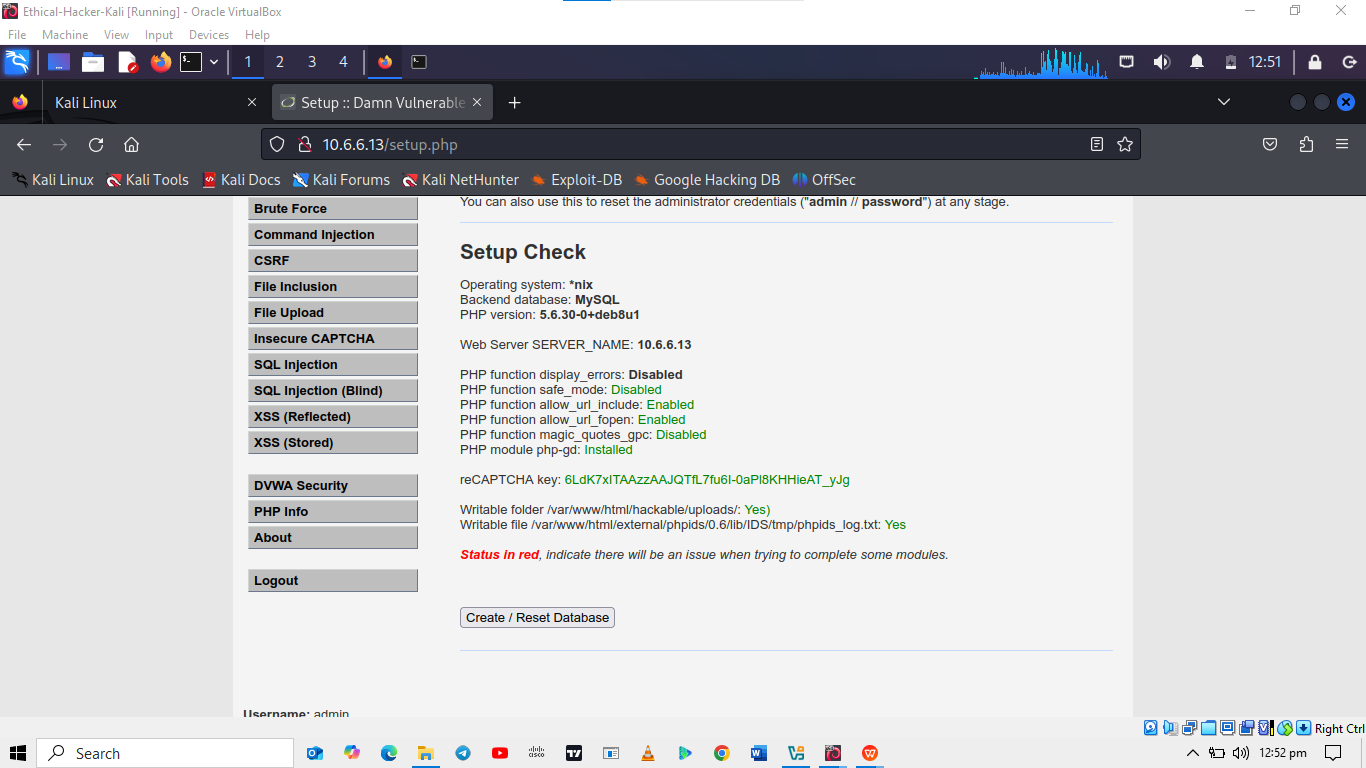 Ethical-Hacker-Kali [Running] - Oracle VirtualBox
File Machine View Input Devices Help
1 2 3 4 12:51
Kali Linux Setup :: Damn Vulnerable
10.6.6.13/setup.php
Kali Linux Kali Tools Kali Docs Kali Forums Kali NetHunter Exploit-DB Google Hacking DB OffSec
Brute Force
Command Injection
CSRF
File Inclusion
File Upload
Insecure CAPTCHA
SQL Injection
SQL Injection (Blind)
XSS (Reflected)
XSS (Stored)
DVWA Security
PHP Info
About
Logout
You can also use this to reset the administrator credentials ("admin // password") at any stage.
Setup Check
Operating system: *nix
Backend database: MySQL
PHP version: 5.6.30-0+deb8u1
Web Server SERVER_NAME: 10.6.6.13
PHP function display_errors: Disabled
PHP function safe_mode: Disabled
PHP function allow_url_include: Enabled
PHP function allow_url_fopen: Enabled
PHP function magic_quotes_gpc: Disabled
PHP module php-gd: Installed
reCAPTCHA key: 6LdK7xITAAzzAAJQTfL7fu6I-0aPl8KHHieAT_yJg
Writable folder /var/www/html/hackable/uploads/: Yes)
Writable file /var/www/html/external/phpids/0.6/lib/IDS/tmp/phpids_log.txt: Yes
Status in red, indicate there will be an issue when trying to complete some modules.
Create / Reset Database
Username: admin
Right Ctrl
Search 12:52 pm